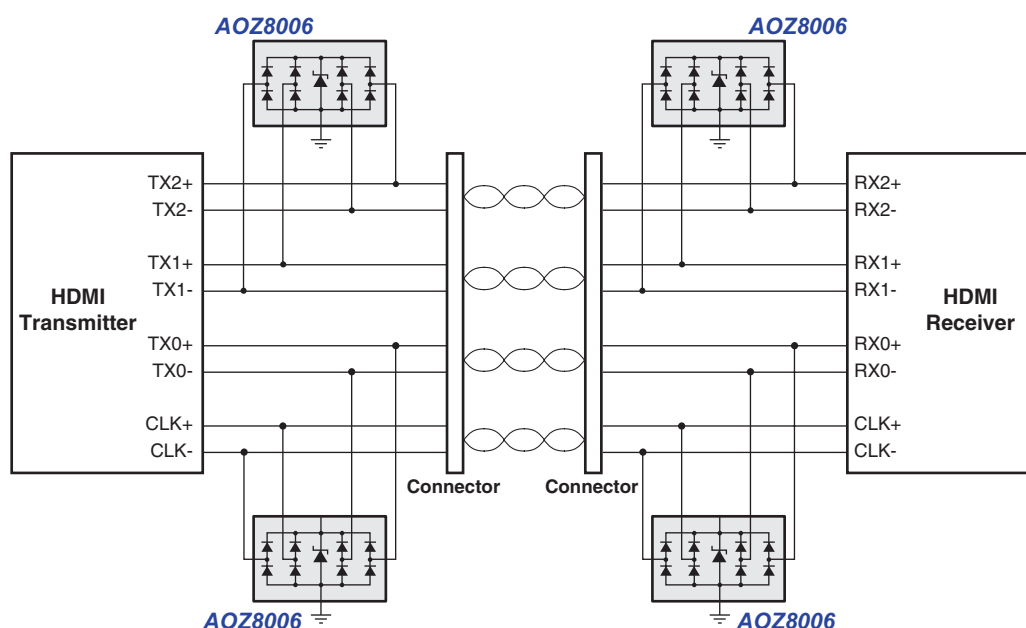 AOZ8006
AOZ8006
TX2+
TX2-
TX1+
TX1-
TX0+
TX0-
CLK+
CLK-
HDMI
Transmitter
RX2+
RX2-
RX1+
RX1-
RX0+
RX0-
CLK+
CLK-
HDMI
Receiver
Connector
Connector
AOZ8006
AOZ8006